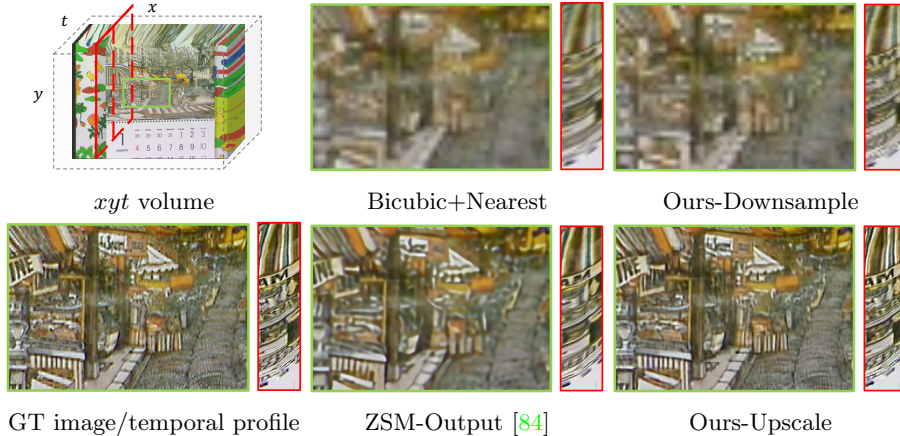 t
x
y
xyt volume
Bicubic+Nearest
Ours-Downsample
GT image/temporal profile
ZSM-Output [84]
Ours-Upscale